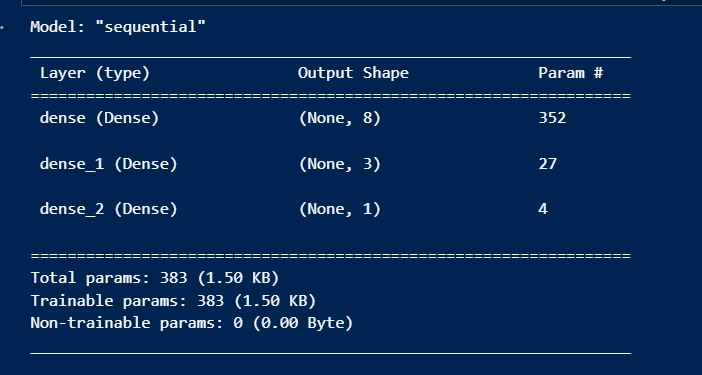 Model: "sequential"
_________________________________________________________________
Layer (type) Output Shape Param #
=================================================================
dense (Dense) (None, 8) 352
dense_1 (Dense) (None, 3) 27
dense_2 (Dense) (None, 1) 4
=================================================================
Total params: 383 (1.50 KB)
Trainable params: 383 (1.50 KB)
Non-trainable params: 0 (0.00 Byte)
_________________________________________________________________